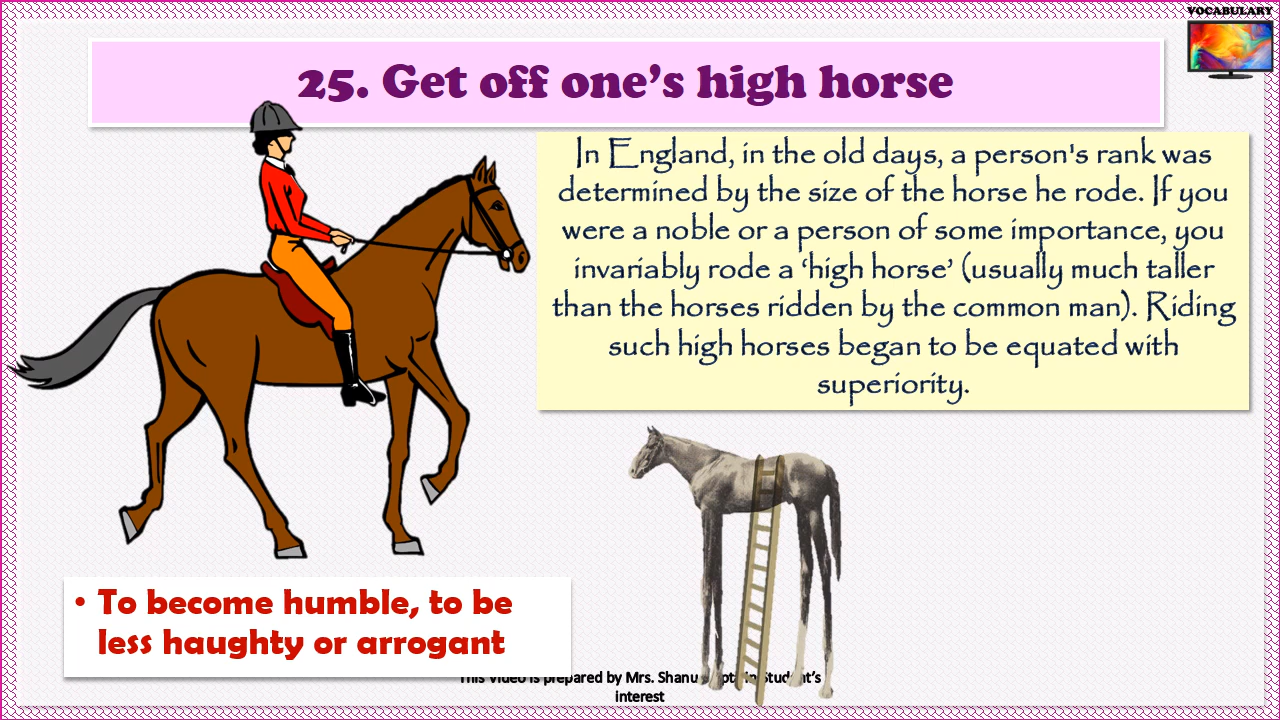 VOCABULARY
25. Get off one’s high horse
In England, in the old days, a person's rank was
determined by the size of the horse he rode. If you
were a noble or a person of some importance, you
invariably rode a ‘high horse’ (usually much taller
than the horses ridden by the common man). Riding
such high horses began to be equated with
superiority.
• To become humble, to be
less haughty or arrogant
This Video is prepared by Mrs. Shanu in Student’s
interest